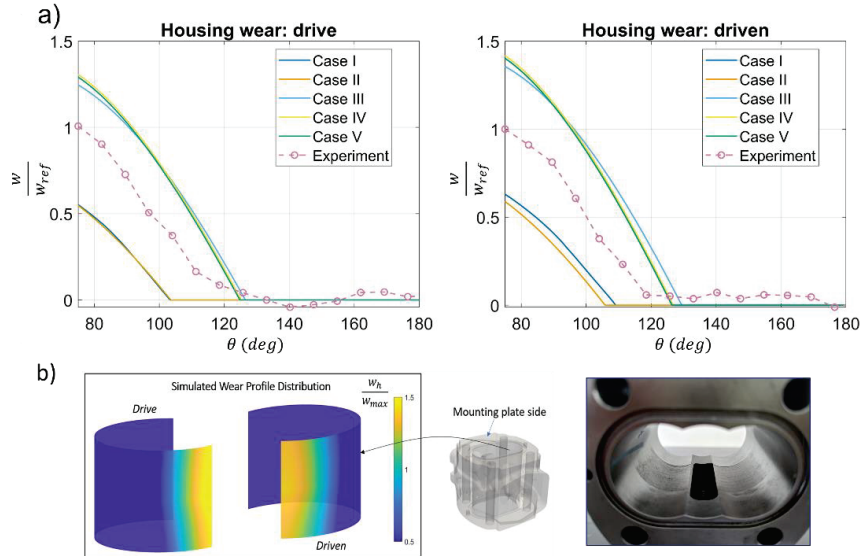 a)
Housing wear: drive
1.5
1
0.5
0
w
w_ref
80 100 120 140 160 180
θ (deg)
Case I
Case II
Case III
Case IV
Case V
Experiment
Housing wear: driven
1.5
1
0.5
0
w
w_ref
80 100 120 140 160 180
θ (deg)
Case I
Case II
Case III
Case IV
Case V
Experiment
b)
Simulated Wear Profile Distribution
Drive
Driven
w_h
w_max
1.5
1
0.5
Mounting plate side